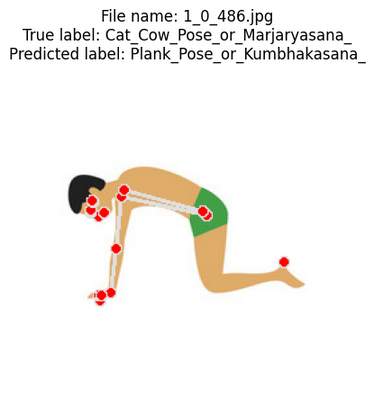 File name: 1_0_486.jpg
True label: Cat_Cow_Pose_or_Marjaryasana_
Predicted label: Plank_Pose_or_Kumbhakasana_